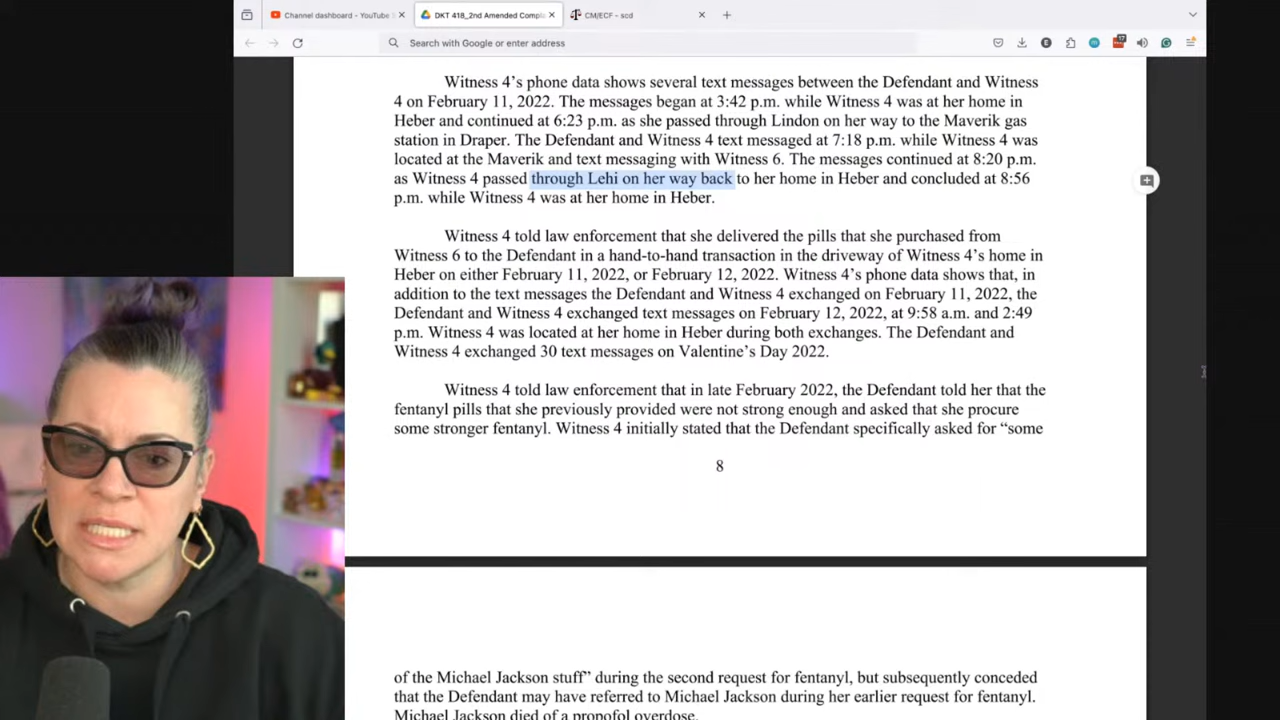 Channel dashboard - YouTube
DKT 418_2nd Amended Compl
CM/ECF - scd
Search with Google or enter address
17
Witness 4's phone data shows several text messages between the Defendant and Witness
4 on February 11, 2022. The messages began at 3:42 p.m. while Witness 4 was at her home in
Heber and continued at 6:23 p.m. as she passed through Lindon on her way to the Maverik gas
station in Draper. The Defendant and Witness 4 text messaged at 7:18 p.m. while Witness 4 was
located at the Maverik and text messaging with Witness 6. The messages continued at 8:20 p.m.
as Witness 4 passed through Lehi on her way back to her home in Heber and concluded at 8:56
p.m. while Witness 4 was at her home in Heber.
Witness 4 told law enforcement that she delivered the pills that she purchased from
Witness 6 to the Defendant in a hand-to-hand transaction in the driveway of Witness 4's home in
Heber on either February 11, 2022, or February 12, 2022. Witness 4's phone data shows that, in
addition to the text messages the Defendant and Witness 4 exchanged on February 11, 2022, the
Defendant and Witness 4 exchanged text messages on February 12, 2022, at 9:58 a.m. and 2:49
p.m. Witness 4 was located at her home in Heber during both exchanges. The Defendant and
Witness 4 exchanged 30 text messages on Valentine's Day 2022.
Witness 4 told law enforcement that in late February 2022, the Defendant told her that the
fentanyl pills that she previously provided were not strong enough and asked that she procure
some stronger fentanyl. Witness 4 initially stated that the Defendant specifically asked for “some
8
of the Michael Jackson stuff” during the second request for fentanyl, but subsequently conceded
that the Defendant may have referred to Michael Jackson during her earlier request for fentanyl.
Michael Jackson died of a propofol overdose.